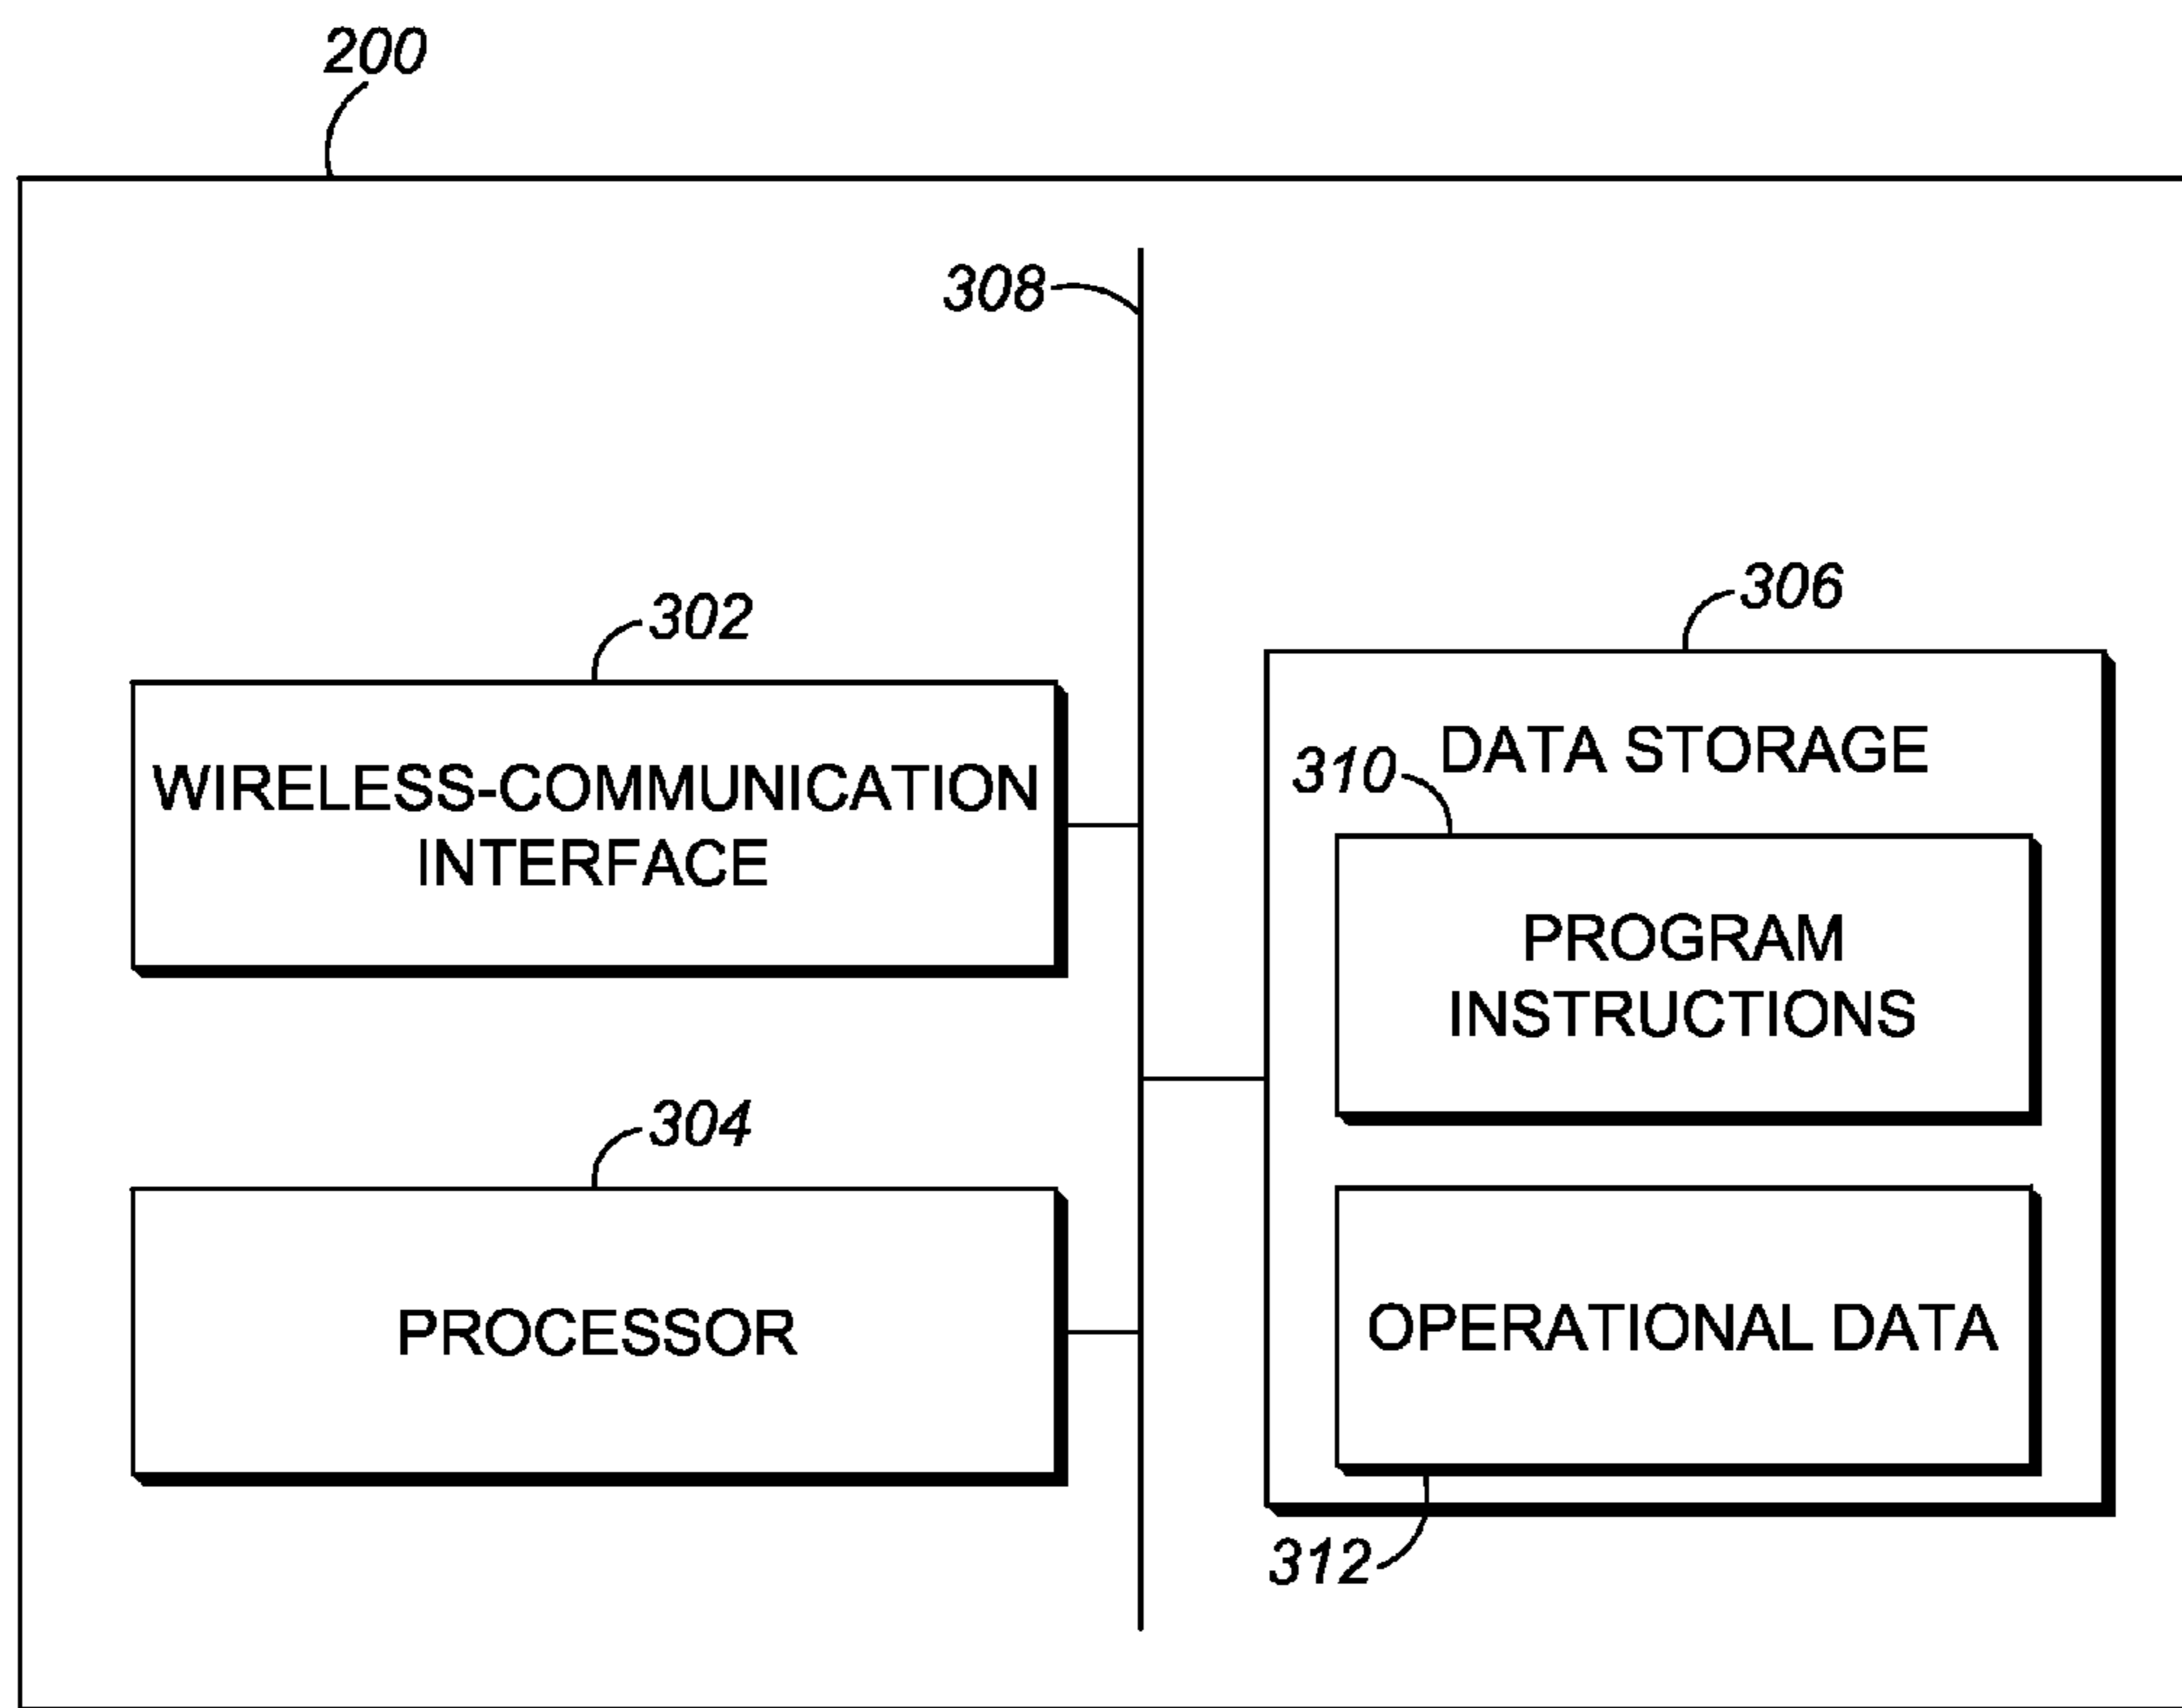 200
308
302
WIRELESS-COMMUNICATION
INTERFACE
304
PROCESSOR
306
DATA STORAGE
310
PROGRAM
INSTRUCTIONS
OPERATIONAL DATA
312